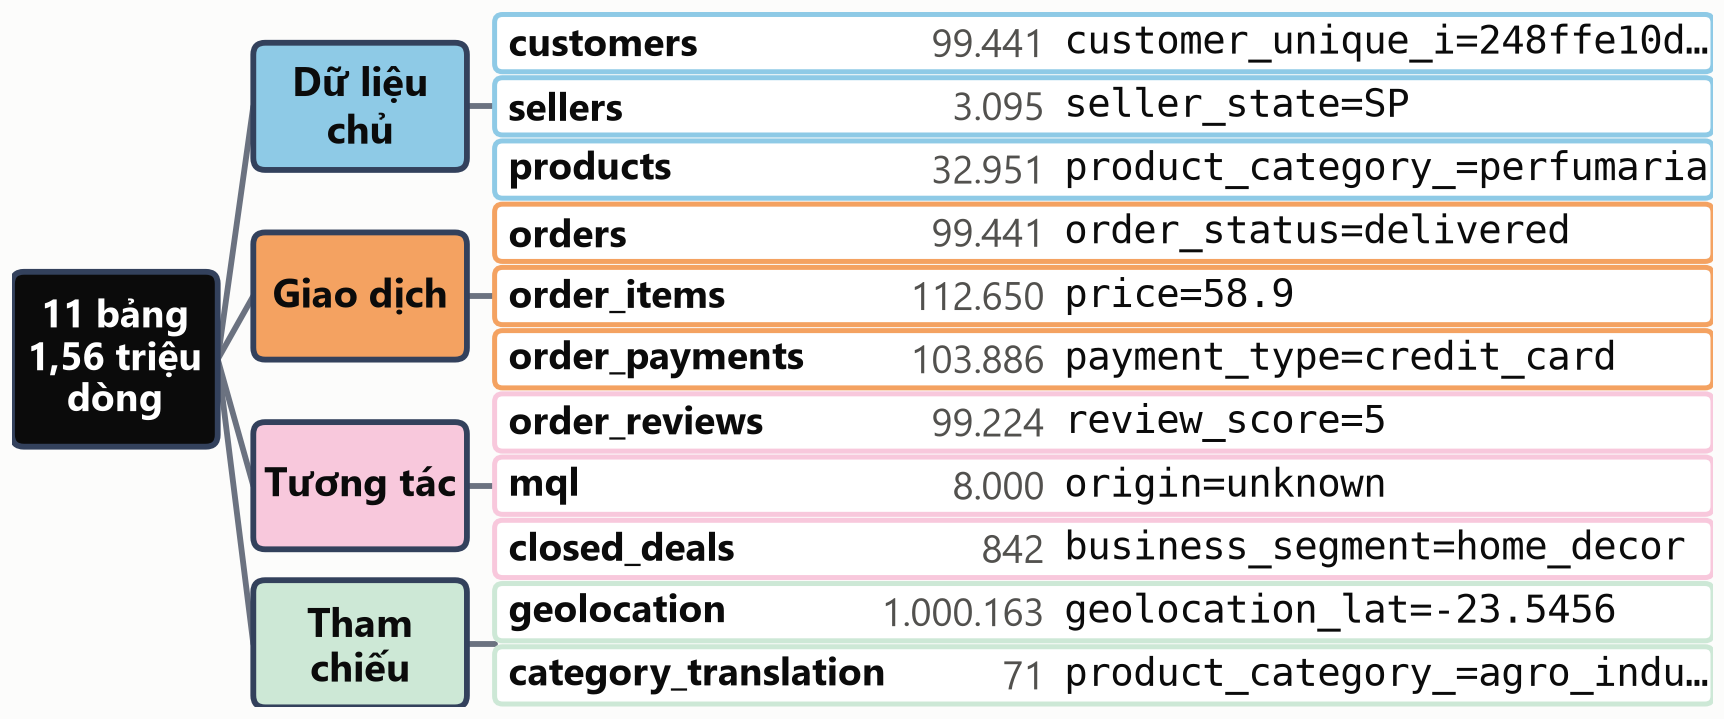 11 bảng
1,56 triệu
dòng
Dữ liệu
chủ
customers 99.441 customer_unique_i=248ffe10d…
sellers 3.095 seller_state=SP
products 32.951 product_category_=perfumaria
Giao dịch
orders 99.441 order_status=delivered
order_items 112.650 price=58.9
order_payments 103.886 payment_type=credit_card
Tương tác
order_reviews 99.224 review_score=5
mql 8.000 origin=unknown
closed_deals 842 business_segment=home_decor
Tham
chiếu
geolocation 1.000.163 geolocation_lat=-23.5456
category_translation 71 product_category_=agro_indu…